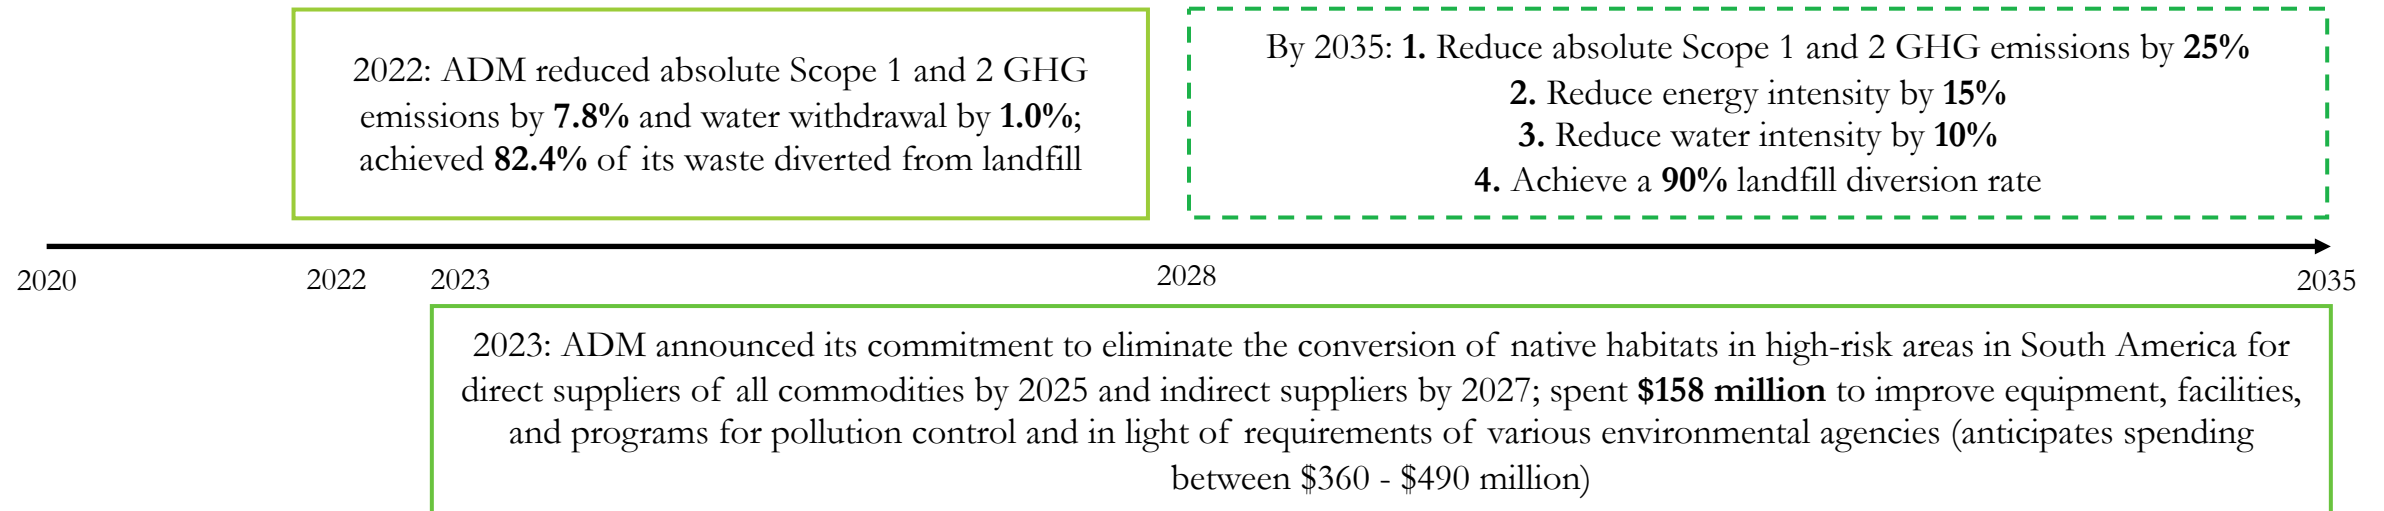 2022: ADM reduced absolute Scope 1 and 2 GHG
emissions by 7.8% and water withdrawal by 1.0%;
achieved 82.4% of its waste diverted from landfill
By 2035: 1. Reduce absolute Scope 1 and 2 GHG emissions by 25%
2. Reduce energy intensity by 15%
3. Reduce water intensity by 10%
4. Achieve a 90% landfill diversion rate
2020
2022
2023
2028
2035
2023: ADM announced its commitment to eliminate the conversion of native habitats in high-risk areas in South America for
direct suppliers of all commodities by 2025 and indirect suppliers by 2027; spent $158 million to improve equipment, facilities,
and programs for pollution control and in light of requirements of various environmental agencies (anticipates spending
between $360 - $490 million)